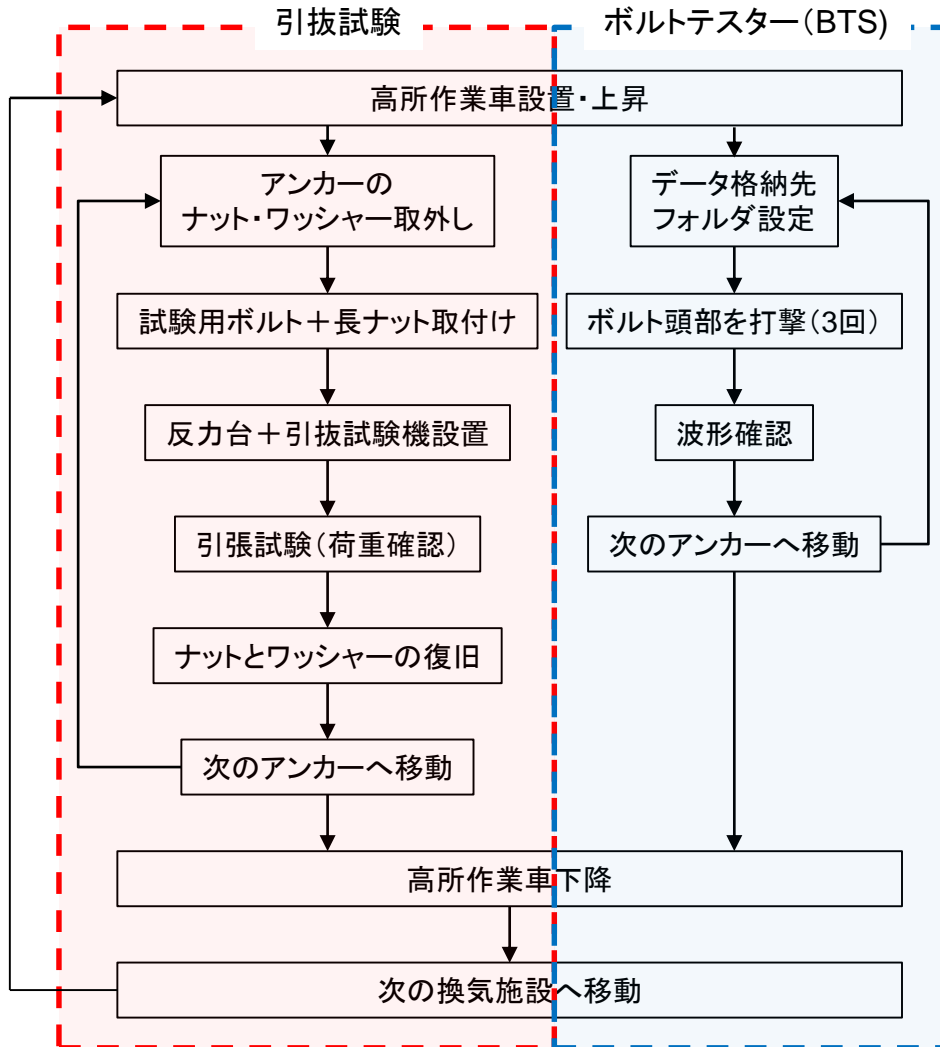 引抜試験
ボルトテスター(BTS)
高所作業車設置・上昇
アンカーの
ナット・ワッシャー取外し
データ格納先
フォルダ設定
試験用ボルト＋長ナット取付け
ボルト頭部を打撃(3回)
反力台＋引抜試験機設置
波形確認
引張試験(荷重確認)
次のアンカーへ移動
ナットとワッシャーの復旧
次のアンカーへ移動
高所作業車下降
次の換気施設へ移動